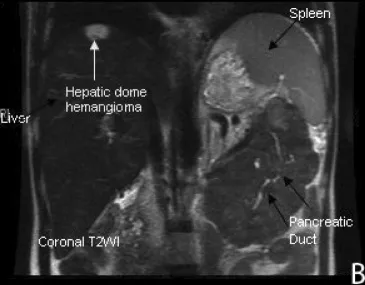 Spleen
Hepatic dome
hemangioma
Liver
Pancreatic
Duct
Coronal T2WI
B